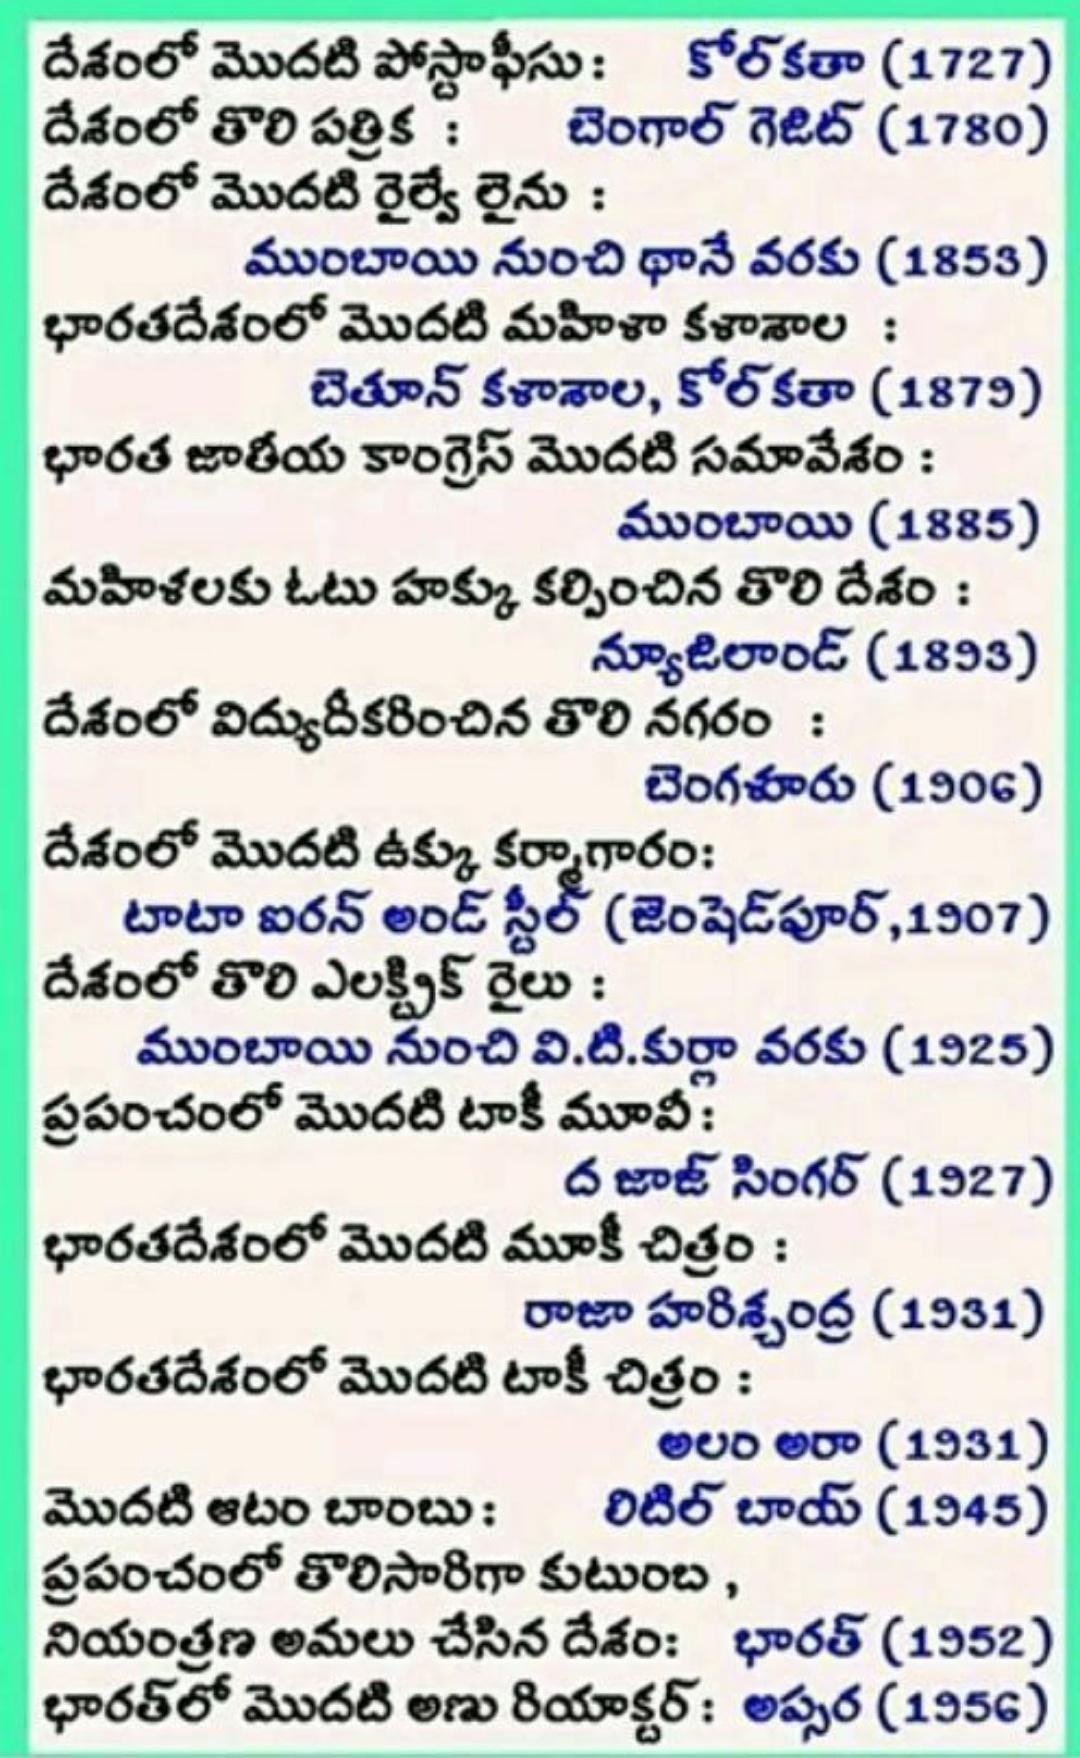 దేశంలో మొదటి పోస్టాఫీసు: కోల్‌కతా (1727)
దేశంలో తొలి పత్రిక : బెంగాల్ గెజిట్ (1780)
దేశంలో మొదటి రైల్వే లైను :
ముంబాయి నుంచి థానే వరకు (1853)
భారతదేశంలో మొదటి మహిళా కళాశాల :
బెతూన్ కళాశాల, కోల్‌కతా (1879)
భారత జాతీయ కాంగ్రెస్ మొదటి సమావేశం :
ముంబాయి (1885)
మహిళలకు ఓటు హక్కు కల్పించిన తొలి దేశం :
న్యూజిలాండ్ (1893)
దేశంలో విద్యుదీకరించిన తొలి నగరం :
బెంగళూరు (1906)
దేశంలో మొదటి ఉక్కు కర్మాగారం:
టాటా ఐరన్ అండ్ స్టీల్ (జెంషెడ్‌పూర్,1907)
దేశంలో తొలి ఎలక్ట్రిక్ రైలు :
ముంబాయి నుంచి వి.టి.కుర్లా వరకు (1925)
ప్రపంచంలో మొదటి టాకీ మూవీ:
ద జాజ్ సింగర్ (1927)
భారతదేశంలో మొదటి మూకీ చిత్రం :
రాజా హరిశ్చంద్ర (1931)
భారతదేశంలో మొదటి టాకీ చిత్రం :
అలం అరా (1931)
మొదటి ఆటం బాంబు: లిటిల్ బాయ్ (1945)
ప్రపంచంలో తొలిసారిగా కుటుంబ ,
నియంత్రణ అమలు చేసిన దేశం: భారత్ (1952)
భారత్‌లో మొదటి అణు రియాక్టర్: అప్సర (1956)